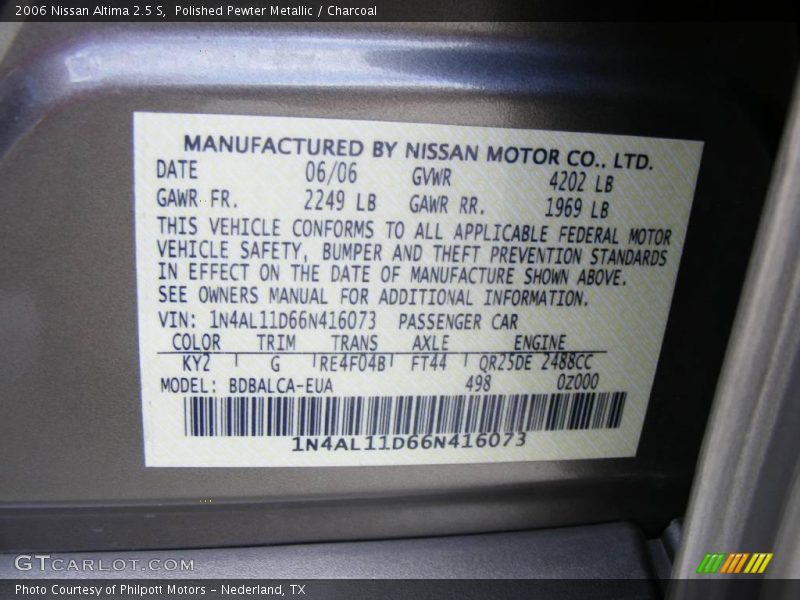 2006 Nissan Altima 2.5 S,  Polished Pewter Metallic / Charcoal
MANUFACTURED BY NISSAN MOTOR CO., LTD.
DATE 06/06 GVWR 4202 LB
GAWR FR. 2249 LB GAWR RR. 1969 LB
THIS VEHICLE CONFORMS TO ALL APPLICABLE FEDERAL MOTOR
VEHICLE SAFETY, BUMPER AND THEFT PREVENTION STANDARDS
IN EFFECT ON THE DATE OF MANUFACTURE SHOWN ABOVE.
SEE OWNERS MANUAL FOR ADDITIONAL INFORMATION.
VIN: 1N4AL11D66N416073 PASSENGER CAR
COLOR TRIM TRANS AXLE ENGINE
KY2 G RE4F04B FT44 QR25DE 2488CC
MODEL: BDBALCA-EUA 498 0Z000
1N4AL11D66N416073
GTCARLOT.COM
Photo Courtesy of Philpott Motors – Nederland, TX